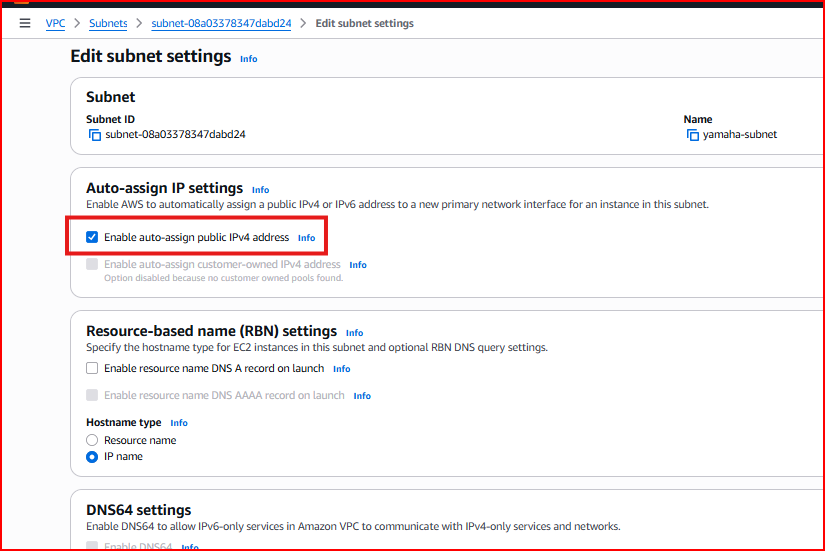 VPC > Subnets > subnet-08a03378347dabd24 > Edit subnet settings
Edit subnet settings Info
Subnet
Subnet ID
subnet-08a03378347dabd24
Name
yamaha-subnet
Auto-assign IP settings Info
Enable AWS to automatically assign a public IPv4 or IPv6 address to a new primary network interface for an instance in this subnet.
Enable auto-assign public IPv4 address Info
Enable auto-assign customer-owned IPv4 address Info
Option disabled because no customer owned pools found.
Resource-based name (RBN) settings Info
Specify the hostname type for EC2 instances in this subnet and optional RBN DNS query settings.
Enable resource name DNS A record on launch Info
Enable resource name DNS AAAA record on launch Info
Hostname type Info
Resource name
IP name
DNS64 settings
Enable DNS64 to allow IPv6-only services in Amazon VPC to communicate with IPv4-only services and networks.
Enable DNS64 Info